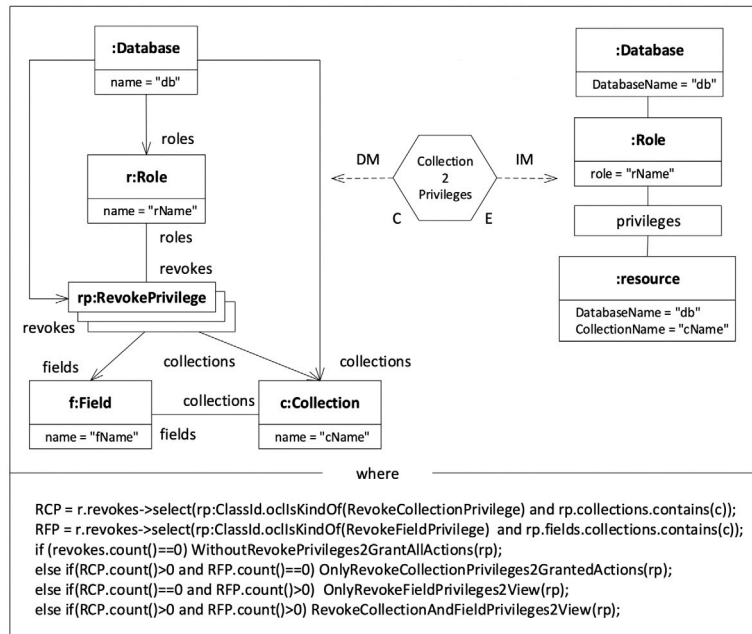 :Database
name = "db"
roles
r:Role
name = "rName"
roles
revokes
rp:RevokePrivilege
revokes
fields
collections
collections
f:Field
name = "fName"
collections
fields
c:Collection
name = "cName"
DM
Collection
2
Privileges
IM
C
E
:Database
DatabaseName = "db"
:Role
role = "rName"
privileges
:resource
DatabaseName = "db"
CollectionName = "cName"
where
RCP = r.revokes->select(rp:ClassId.oclIsKindOf(RevokeCollectionPrivilege) and rp.collections.contains(c));
RFP = r.revokes->select(rp:ClassId.oclIsKindOf(RevokeFieldPrivilege) and rp.fields.collections.contains(c));
if (revokes.count()==0) WithoutRevokePrivileges2GrantAllActions(rp);
else if(RCP.count()>0 and RFP.count()==0) OnlyRevokeCollectionPrivileges2GrantedActions(rp);
else if(RCP.count()==0 and RFP.count()>0) OnlyRevokeFieldPrivileges2View(rp);
else if(RCP.count()>0 and RFP.count()>0) RevokeCollectionAndFieldPrivileges2View(rp);